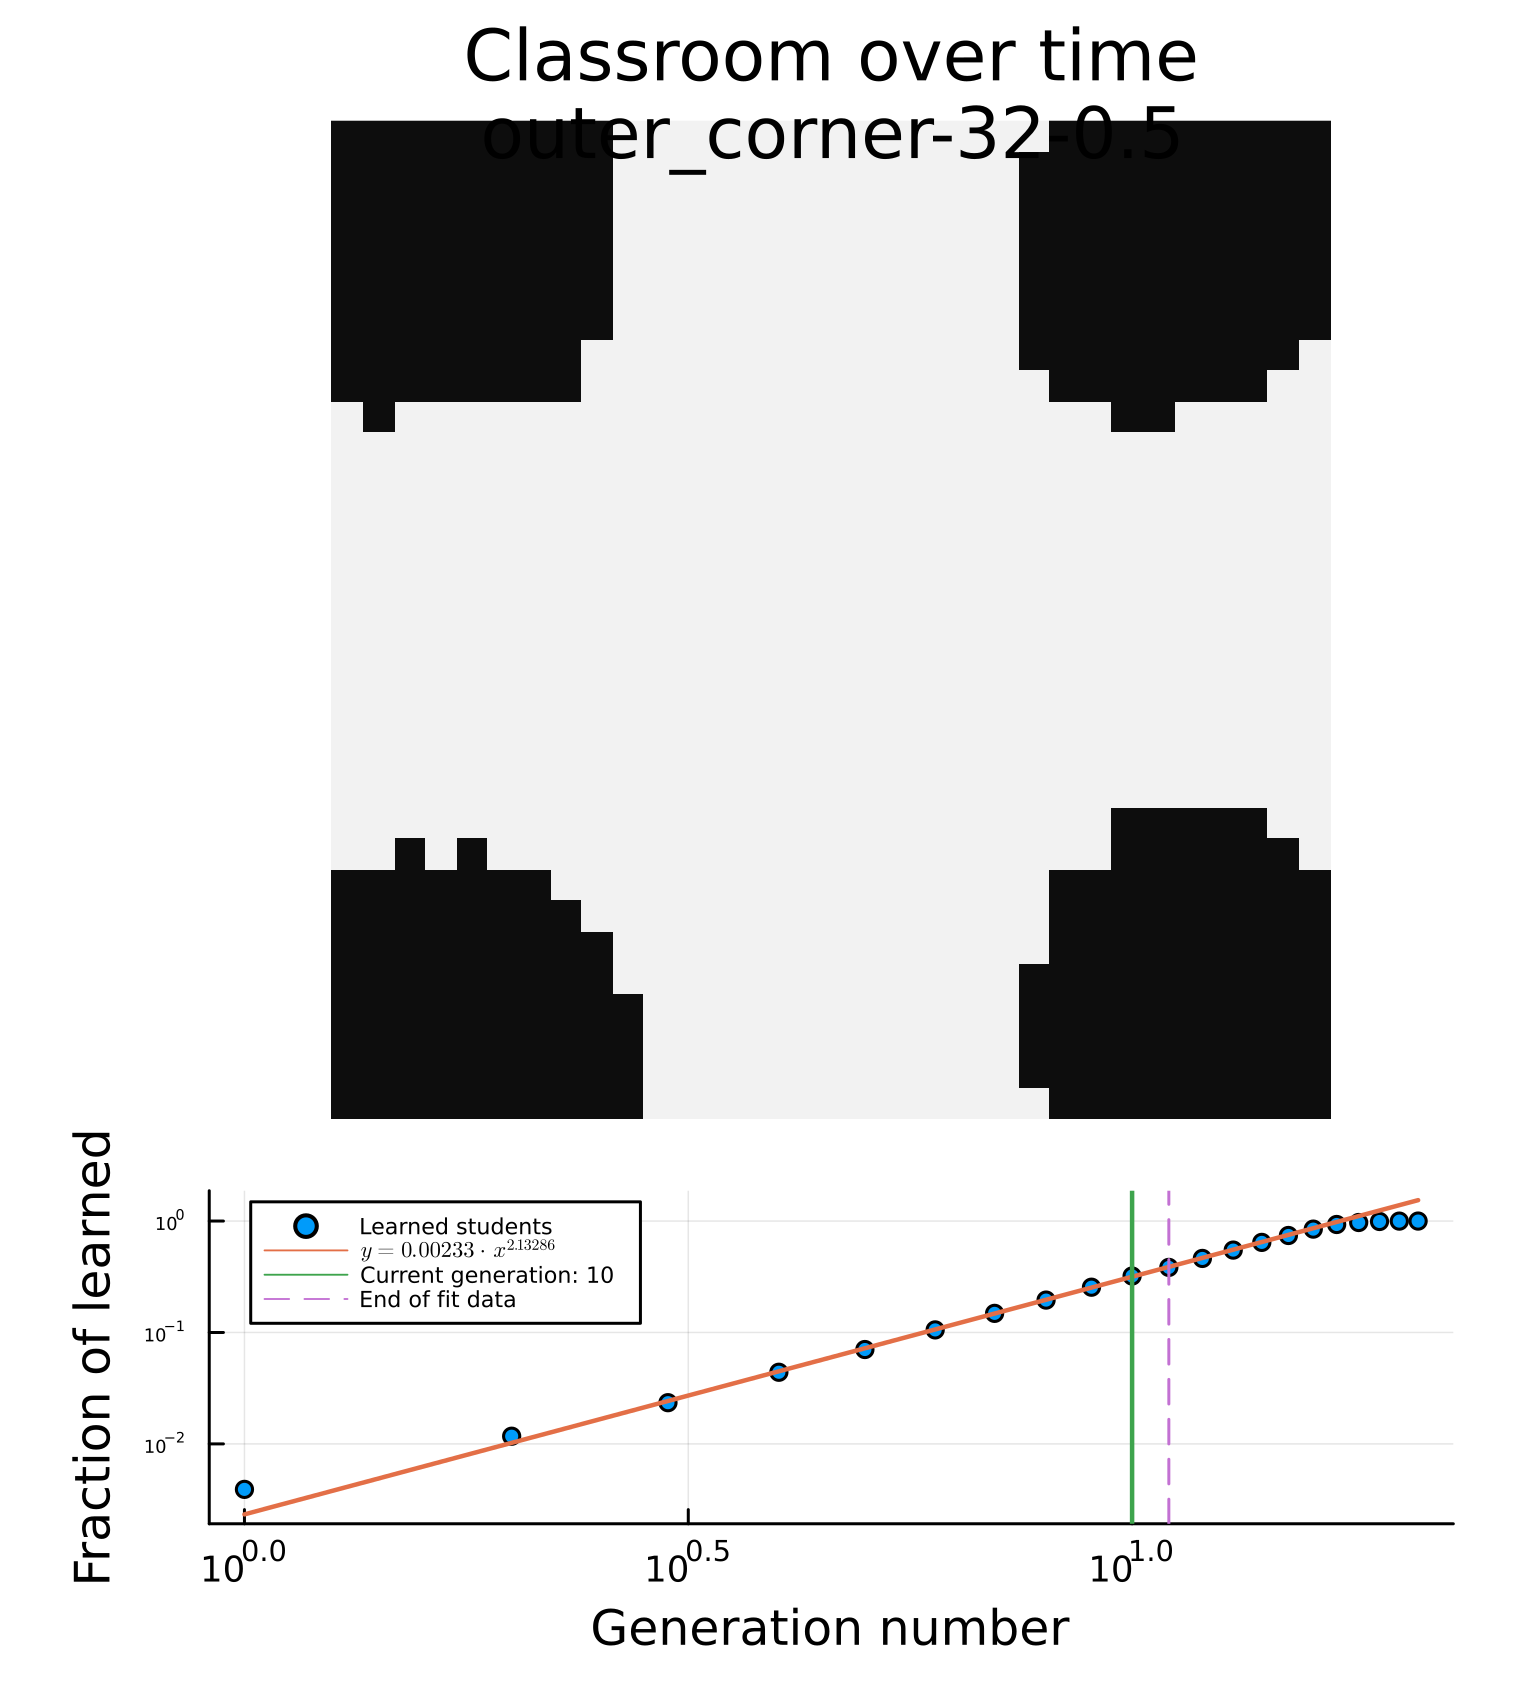 Classroom over time
outer_corner-32-0.5
Fraction of learned
10^0
10^−1
10^−2
Learned students
y = 0.00233 · x^2.13286
Current generation: 10
End of fit data
10^0.0
10^0.5
10^1.0
Generation number